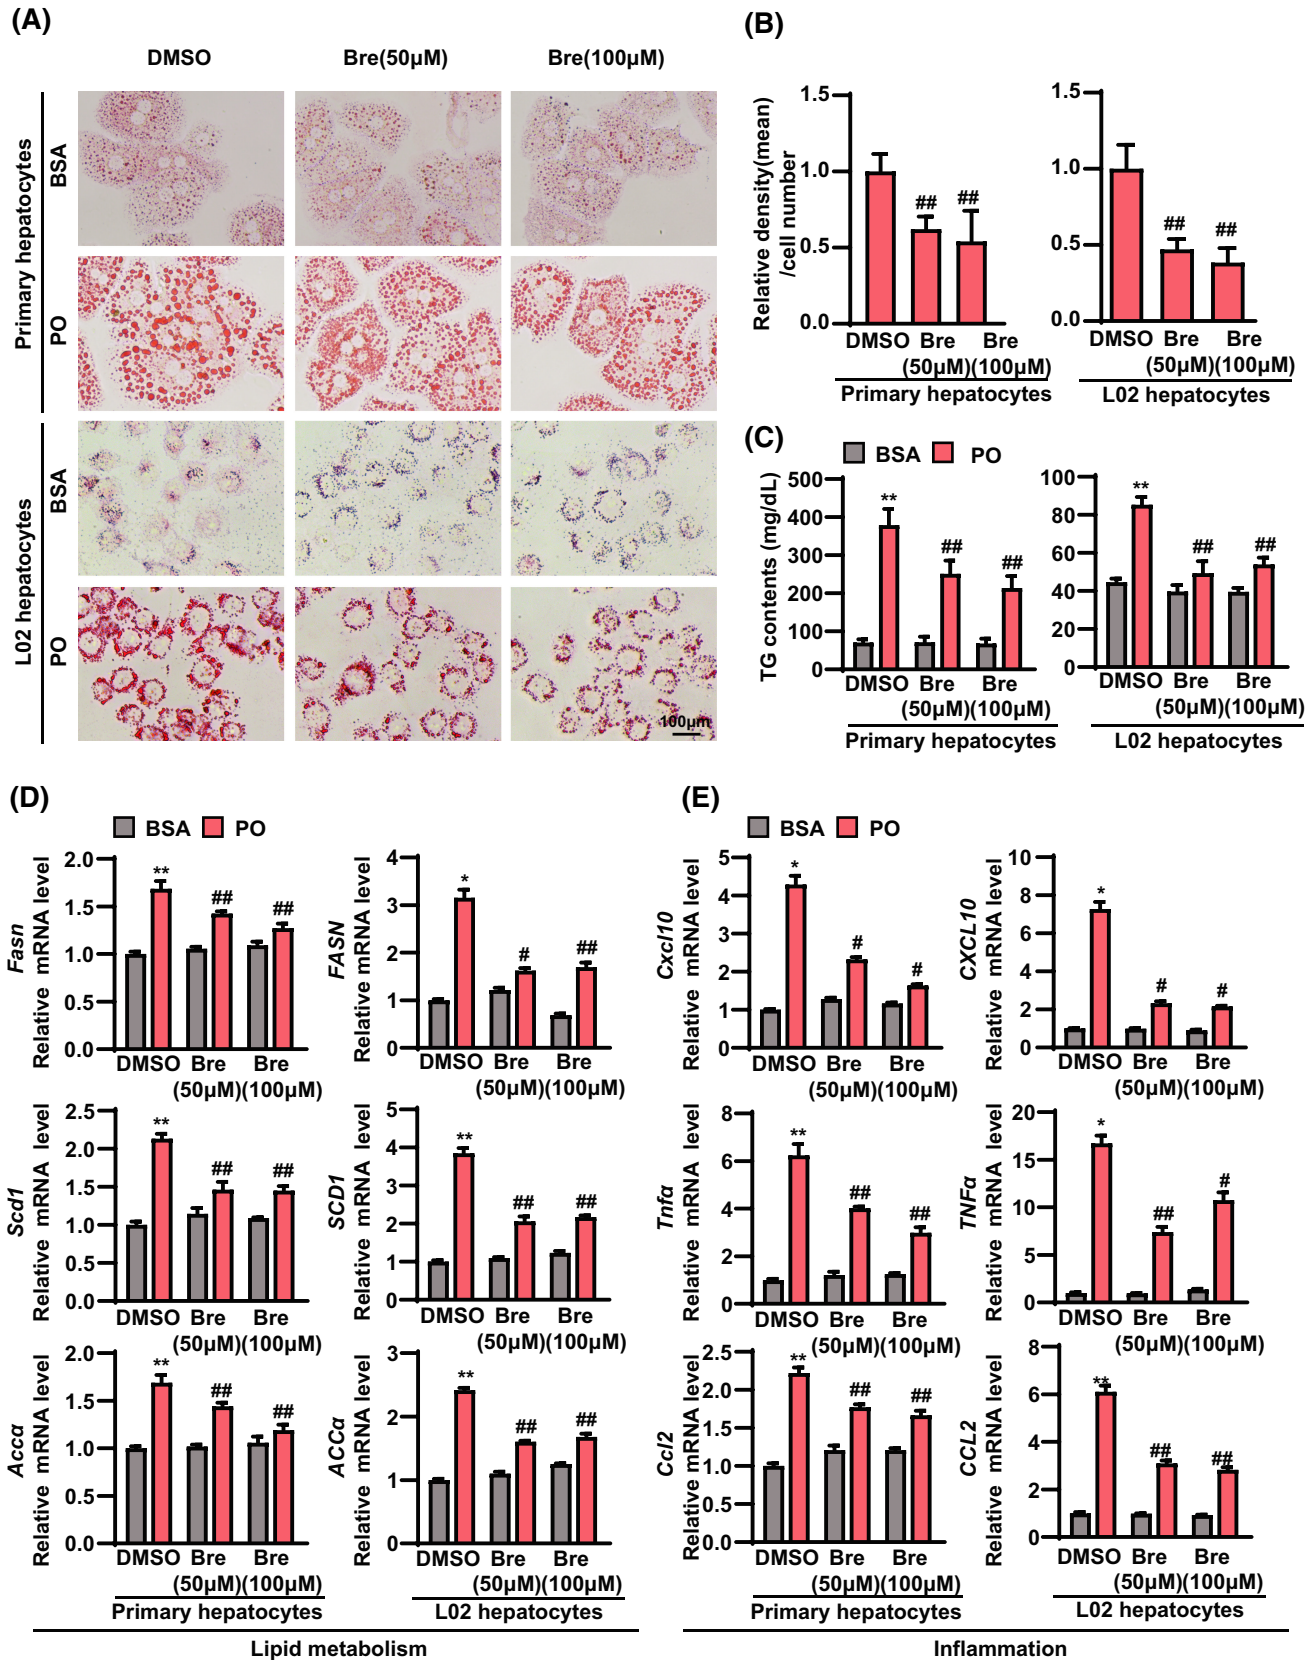 (A)
DMSO Bre(50μM) Bre(100μM)
Primary hepatocytes
BSA
PO
L02 hepatocytes
BSA
PO
100μm
(B)
Relative density(mean)
/cell number
1.5
1.0
0.5
0.0
## ##
DMSO Bre Bre
(50μM)(100μM)
Primary hepatocytes
1.5
1.0
0.5
0.0
## ##
DMSO Bre Bre
(50μM)(100μM)
L02 hepatocytes
(C)
BSA PO
TG contents (mg/dL)
500
400
300
200
100
0
** ## ##
DMSO Bre Bre
(50μM)(100μM)
Primary hepatocytes
100
80
60
40
20
0
** ## ##
DMSO Bre Bre
(50μM)(100μM)
L02 hepatocytes
(D)
BSA PO
Fasn
Relative mRNA level
2.0
1.5
1.0
0.5
0.0
** ## ##
DMSO Bre Bre
FASN
Relative mRNA level
4
3
2
1
0
* # ##
DMSO Bre Bre
(50μM)(100μM)
Scd1
Relative mRNA level
2.5
2.0
1.5
1.0
0.5
0.0
** ## ##
DMSO Bre Bre
SCD1
Relative mRNA level
5
4
3
2
1
0
** ## ##
DMSO Bre Bre
(50μM)(100μM)
Accα
Relative mRNA level
2.0
1.5
1.0
0.5
0.0
** ## ##
DMSO Bre Bre
(50μM)(100μM)
Primary hepatocytes
ACCα
Relative mRNA level
3
2
1
0
** ## ##
DMSO Bre Bre
(50μM)(100μM)
L02 hepatocytes
Lipid metabolism
(E)
BSA PO
Cxcl10
Relative mRNA level
5
4
3
2
1
0
* # #
DMSO Bre Bre
(50μM)(100μM)
CXCL10
Relative mRNA level
10
8
6
4
2
0
* # #
DMSO Bre Bre
(50μM)(100μM)
Tnfα
Relative mRNA level
8
6
4
2
0
** ## ##
DMSO Bre Bre
(50μM)(100μM)
TNFα
Relative mRNA level
20
15
10
5
0
* ## #
DMSO Bre Bre
(50μM)(100μM)
Ccl2
Relative mRNA level
2.5
2.0
1.5
1.0
0.5
0.0
** ## ##
DMSO Bre Bre
(50μM)(100μM)
Primary hepatocytes
CCL2
Relative mRNA level
8
6
4
2
0
** ## ##
DMSO Bre Bre
(50μM)(100μM)
L02 hepatocytes
Inflammation